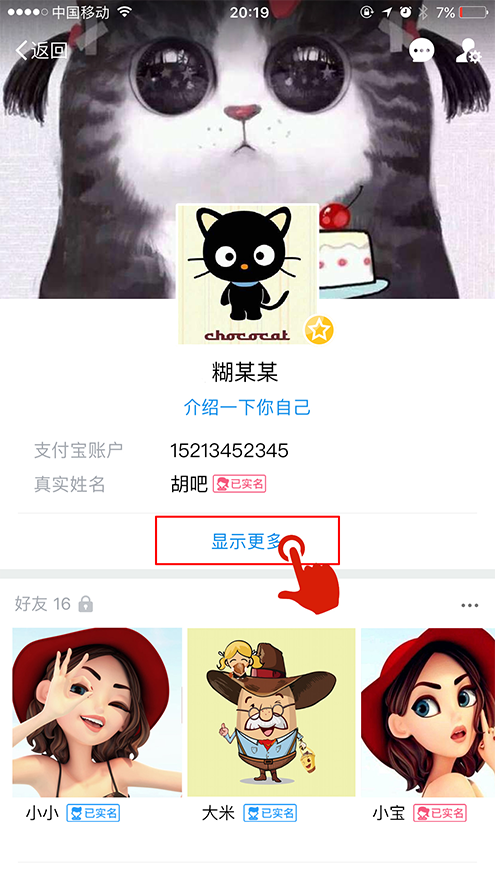 中国移动 20:19 7%
返回
chococat
糊某某
介绍一下你自己
支付宝账户 15213452345
真实姓名 胡吧 已实名
显示更多
好友 16
小小 已实名 大米 已实名 小宝 已实名